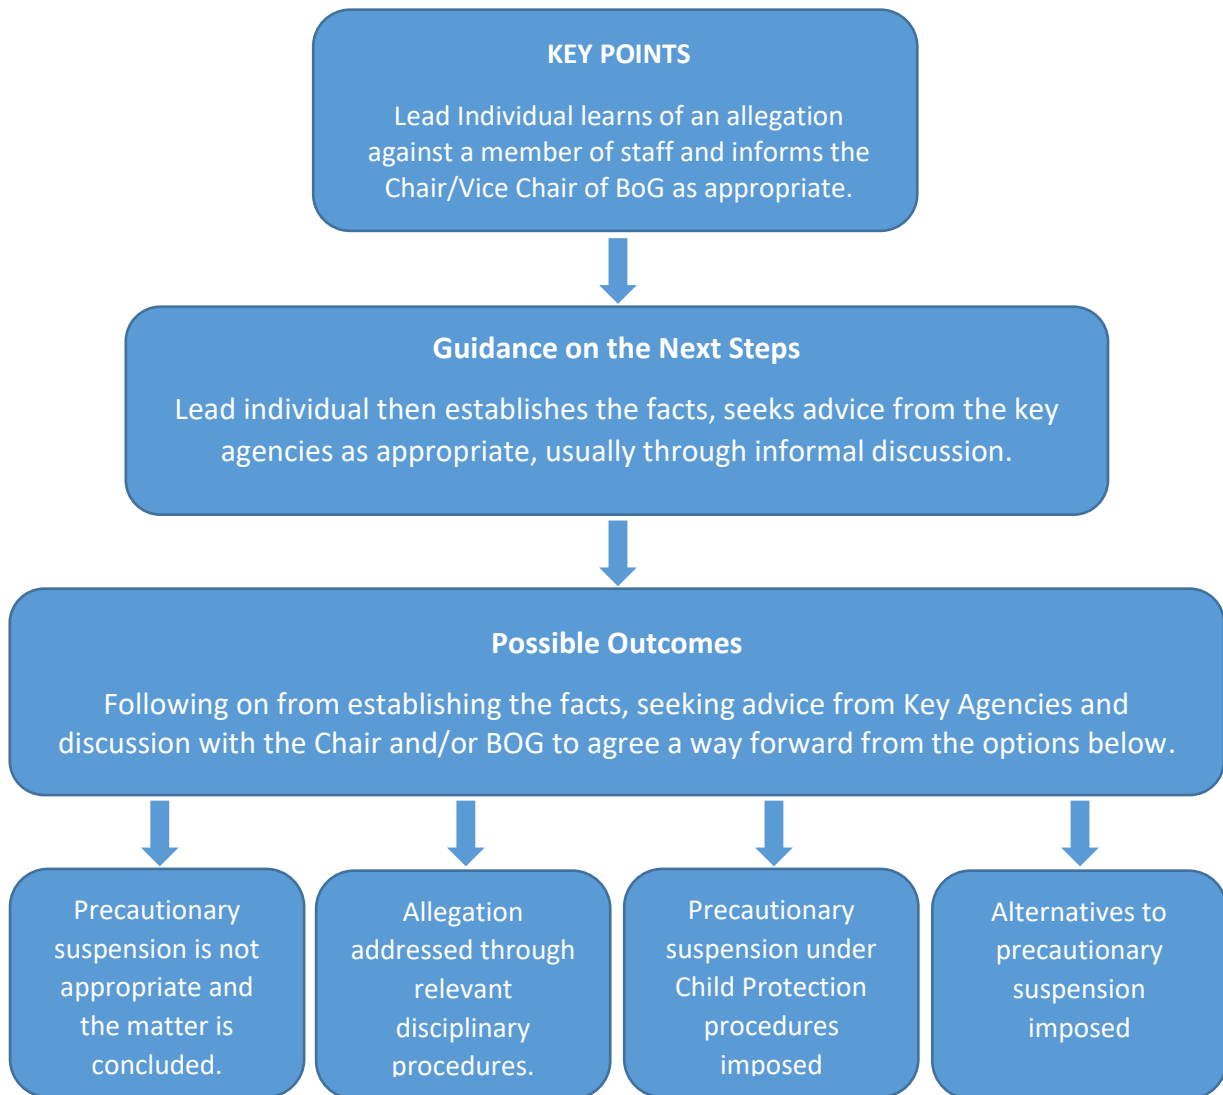 KEY POINTS
Lead Individual learns of an allegation
against a member of staff and informs the
Chair/Vice Chair of BoG as appropriate.
Guidance on the Next Steps
Lead individual then establishes the facts, seeks advice from the key
agencies as appropriate, usually through informal discussion.
Possible Outcomes
Following on from establishing the facts, seeking advice from Key Agencies and
discussion with the Chair and/or BOG to agree a way forward from the options below.
Precautionary
suspension is not
appropriate and
the matter is
concluded.
Allegation
addressed through
relevant
disciplinary
procedures.
Precautionary
suspension under
Child Protection
procedures
imposed
Alternatives to
precautionary
suspension
imposed